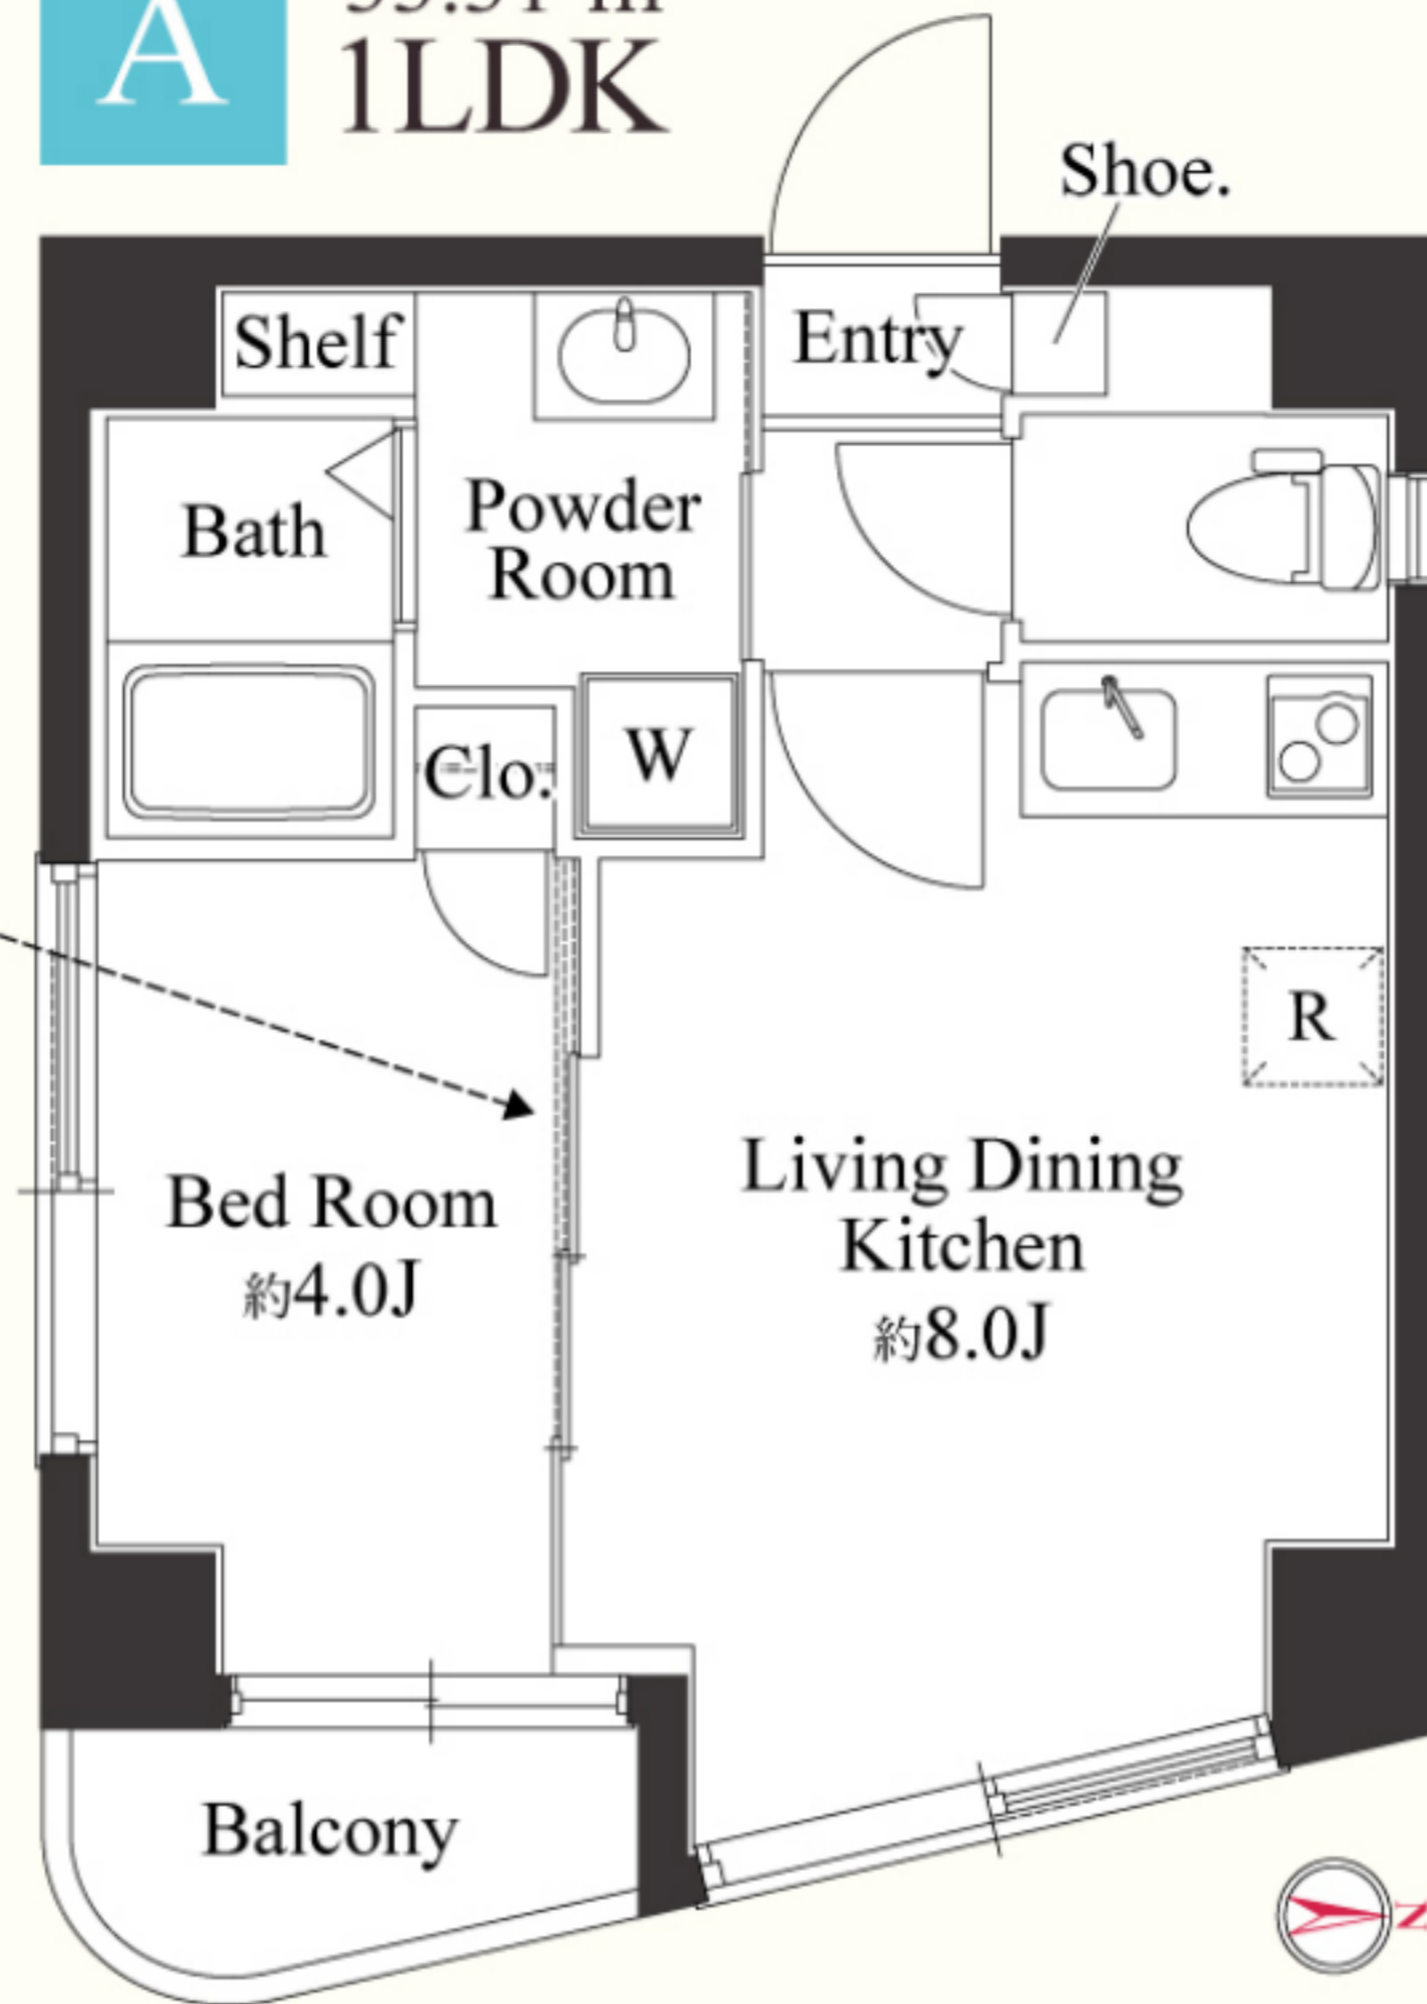 A
1LDK
Shoe.
Shelf
Entry
Bath
Powder
Room
Clo.
W
R
Bed Room
約4.0J
Living Dining
Kitchen
約8.0J
Balcony